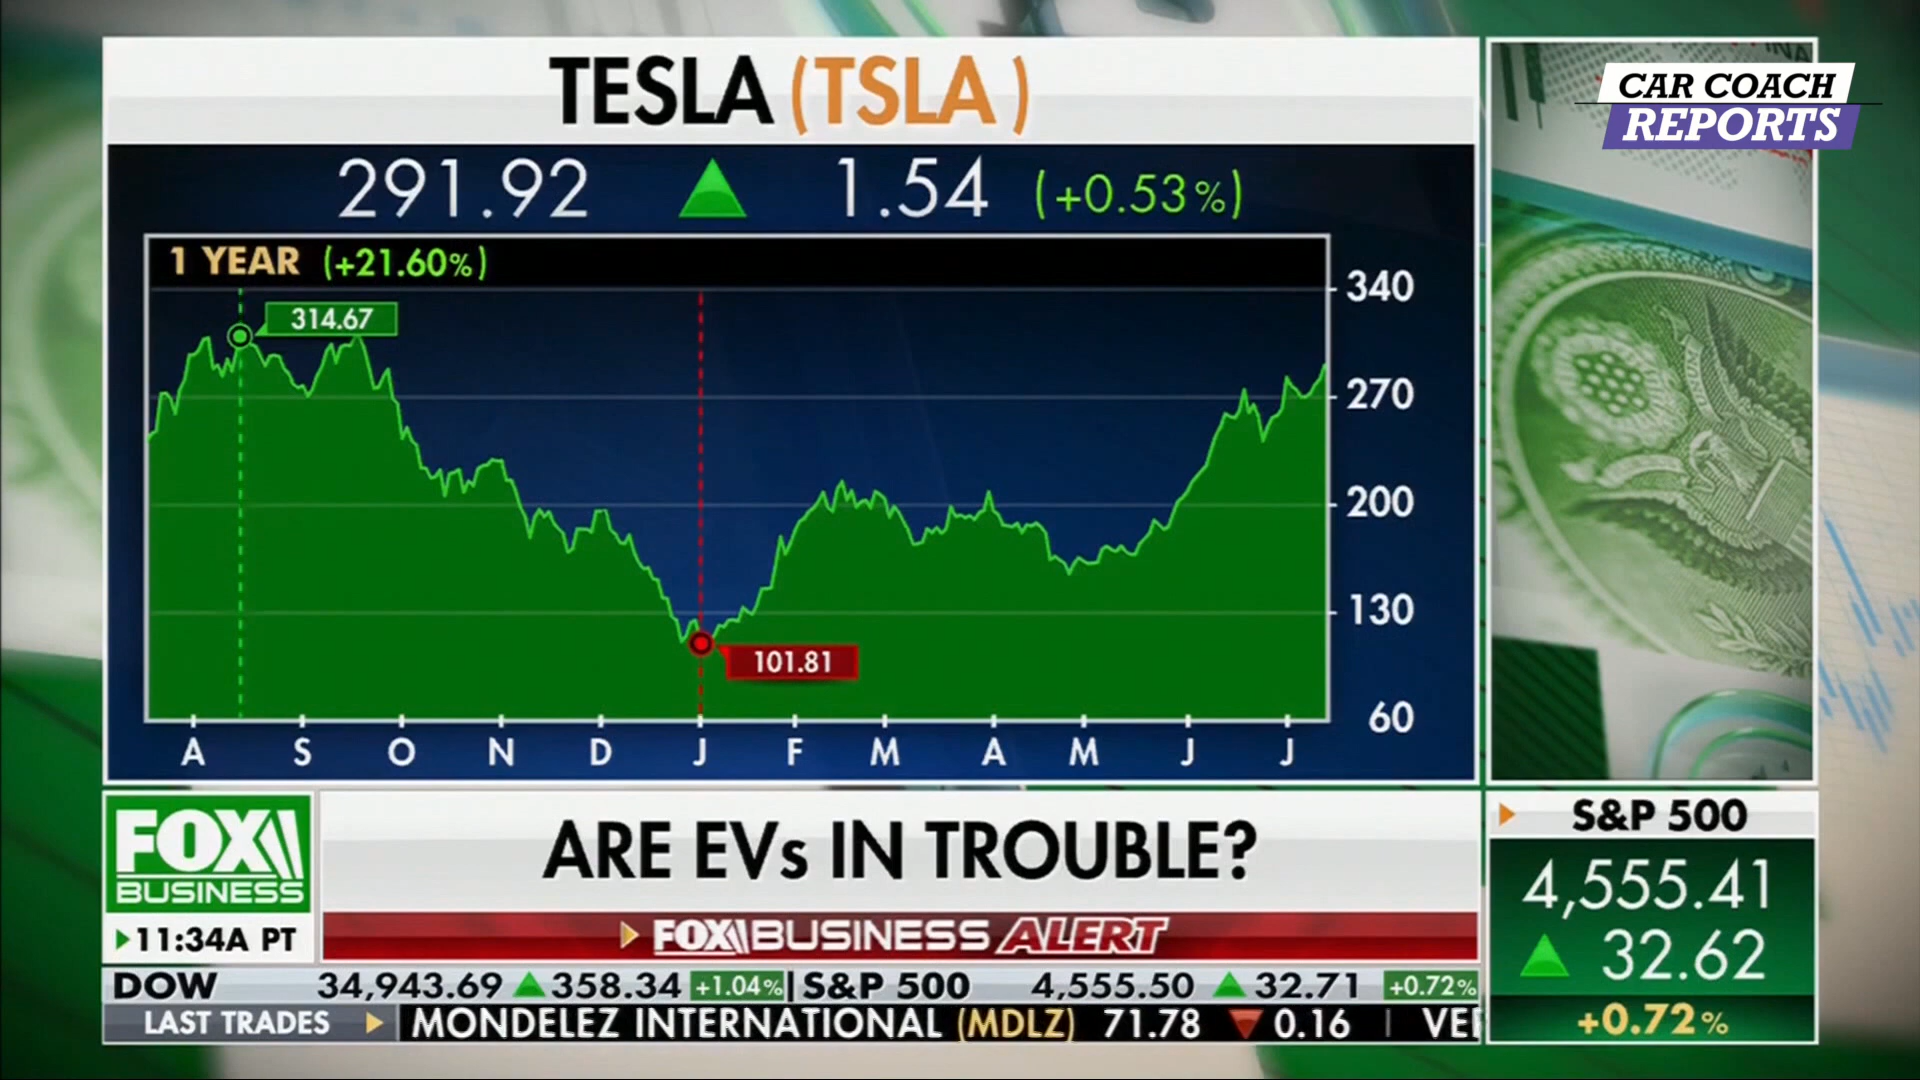 TESLA (TSLA )
CAR COACH
REPORTS
291.92 1.54 (+0.53%)
1 YEAR (+21.60%)
314.67
101.81
340
270
200
130
60
A S O N D J F M A M J J
FOX
BUSINESS
11:34A PT
ARE EVs IN TROUBLE?
FOX BUSINESS ALERT
S&P 500
4,555.41
32.62
+0.72%
DOW 34,943.69 358.34 +1.04% S&P 500 4,555.50 32.71 +0.72%
LAST TRADES MONDELEZ INTERNATIONAL (MDLZ) 71.78 0.16